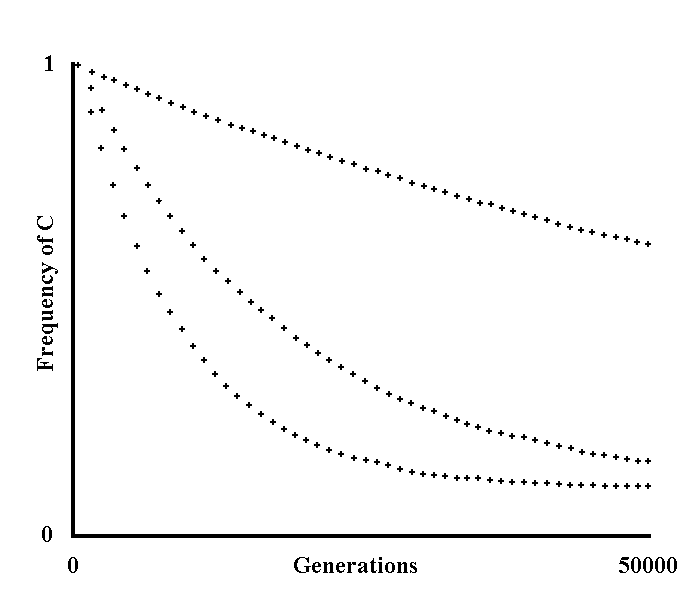 1
Frequency of C
0
0
Generations
50000